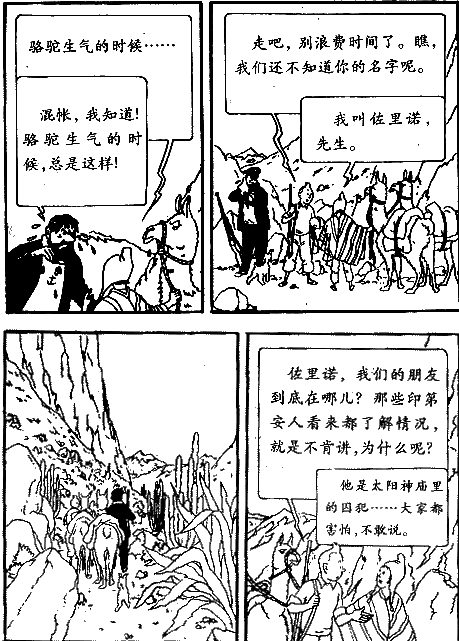 骆驼生气的时候……
混帐，我知道！
骆驼生气的时
候，总是这样！
走吧，别浪费时间了。瞧，
我们还不知道你的名字呢。
我叫佐里诺，
先生。
佐里诺，我们的朋友
到底在哪儿？那些印第
安人看来都了解情况，
就是不肯讲，为什么呢？
他是太阳神庙里
的囚犯……大家都
害怕，不敢说。